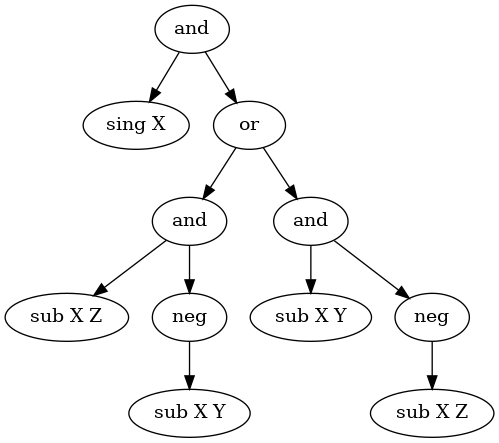 and
sing X
or
and
and
sub X Z
neg
sub X Y
neg
sub X Y
sub X Z